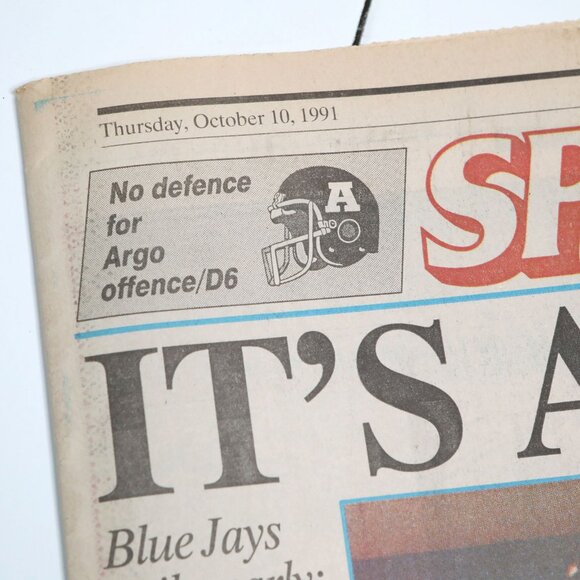 Thursday, October 10, 1991
No defence
for
Argo
offence/D6
A
SP
IT'S A
Blue Jays